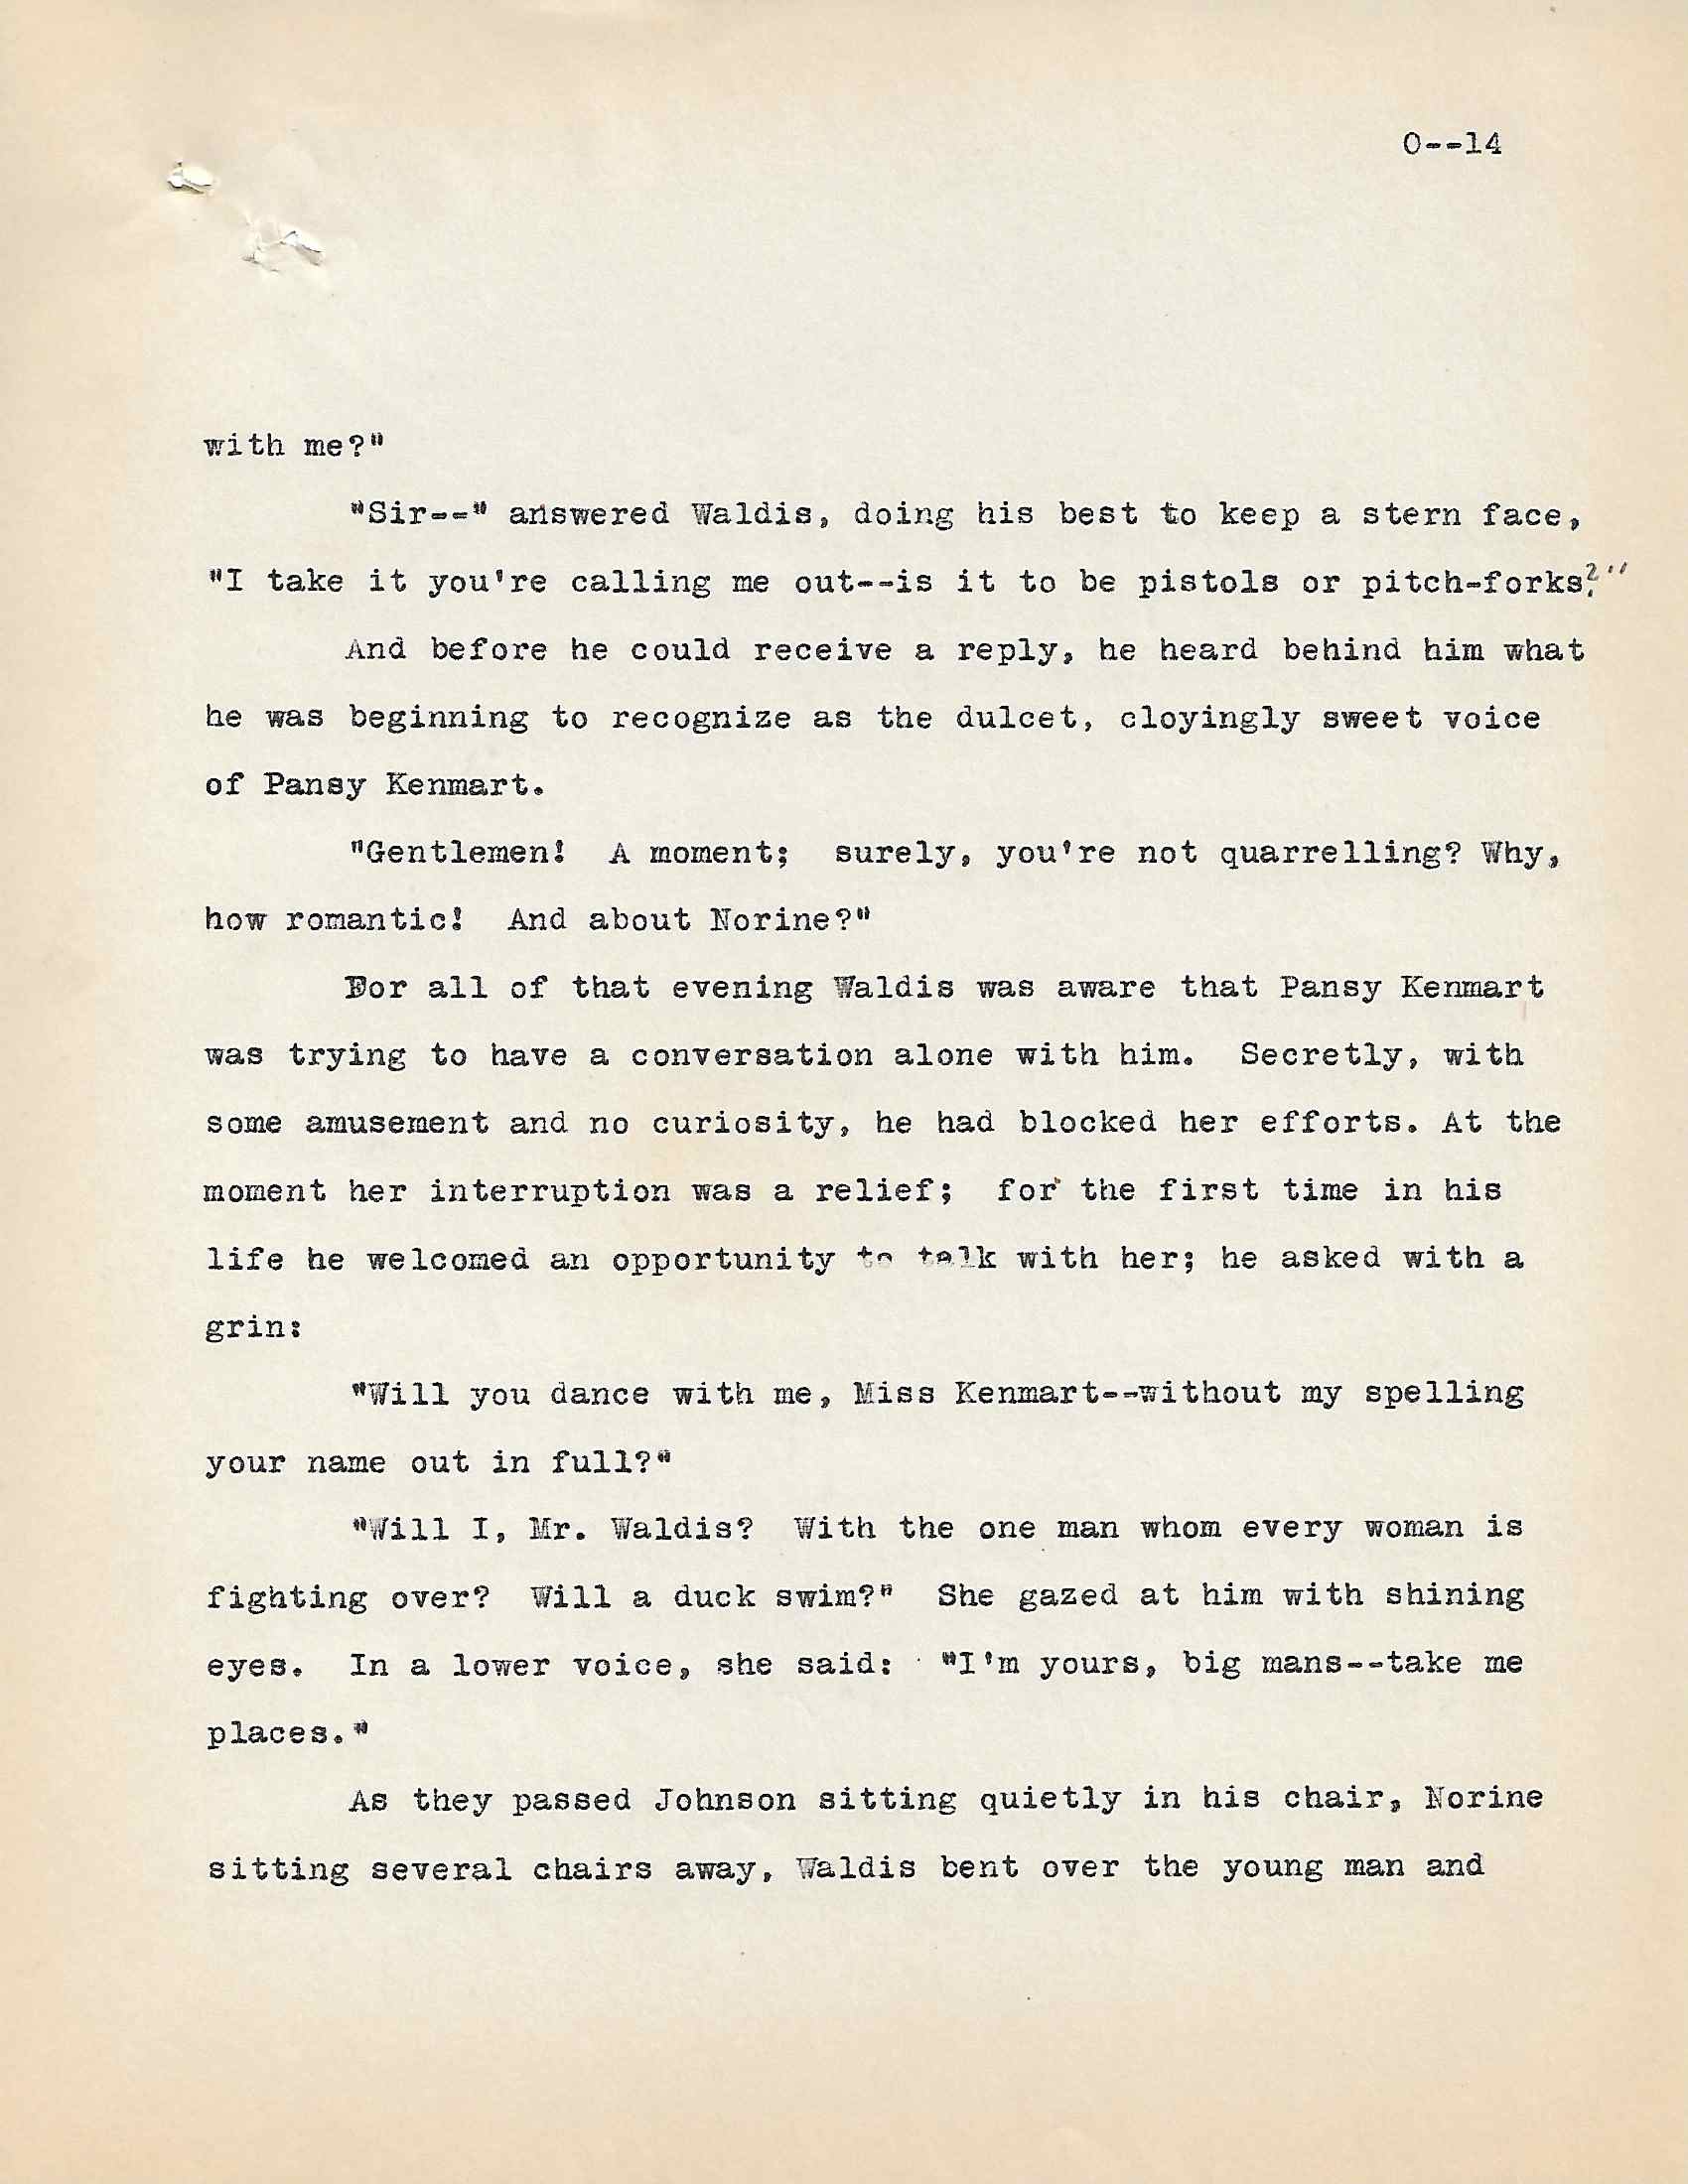 O--14
with me?"
"Sir--" answered Waldis, doing his best to keep a stern face,
"I take it you're calling me out--is it to be pistols or pitch-forks?"
And before he could receive a reply, he heard behind him what
he was beginning to recognize as the dulcet, cloyingly sweet voice
of Pansy Kenmart.
"Gentlemen!  A moment;  surely, you're not quarrelling? Why,
how romantic!  And about Norine?"
For all of that evening Waldis was aware that Pansy Kenmart
was trying to have a conversation alone with him.  Secretly, with
some amusement and no curiosity, he had blocked her efforts. At the
moment her interruption was a relief;  for the first time in his
life he welcomed an opportunity to talk with her; he asked with a
grin:
"Will you dance with me, Miss Kenmart--without my spelling
your name out in full?"
"Will I, Mr. Waldis?  With the one man whom every woman is
fighting over?  Will a duck swim?"  She gazed at him with shining
eyes.  In a lower voice, she said:  "I'm yours, big mans--take me
places."
As they passed Johnson sitting quietly in his chair, Norine
sitting several chairs away, Waldis bent over the young man and